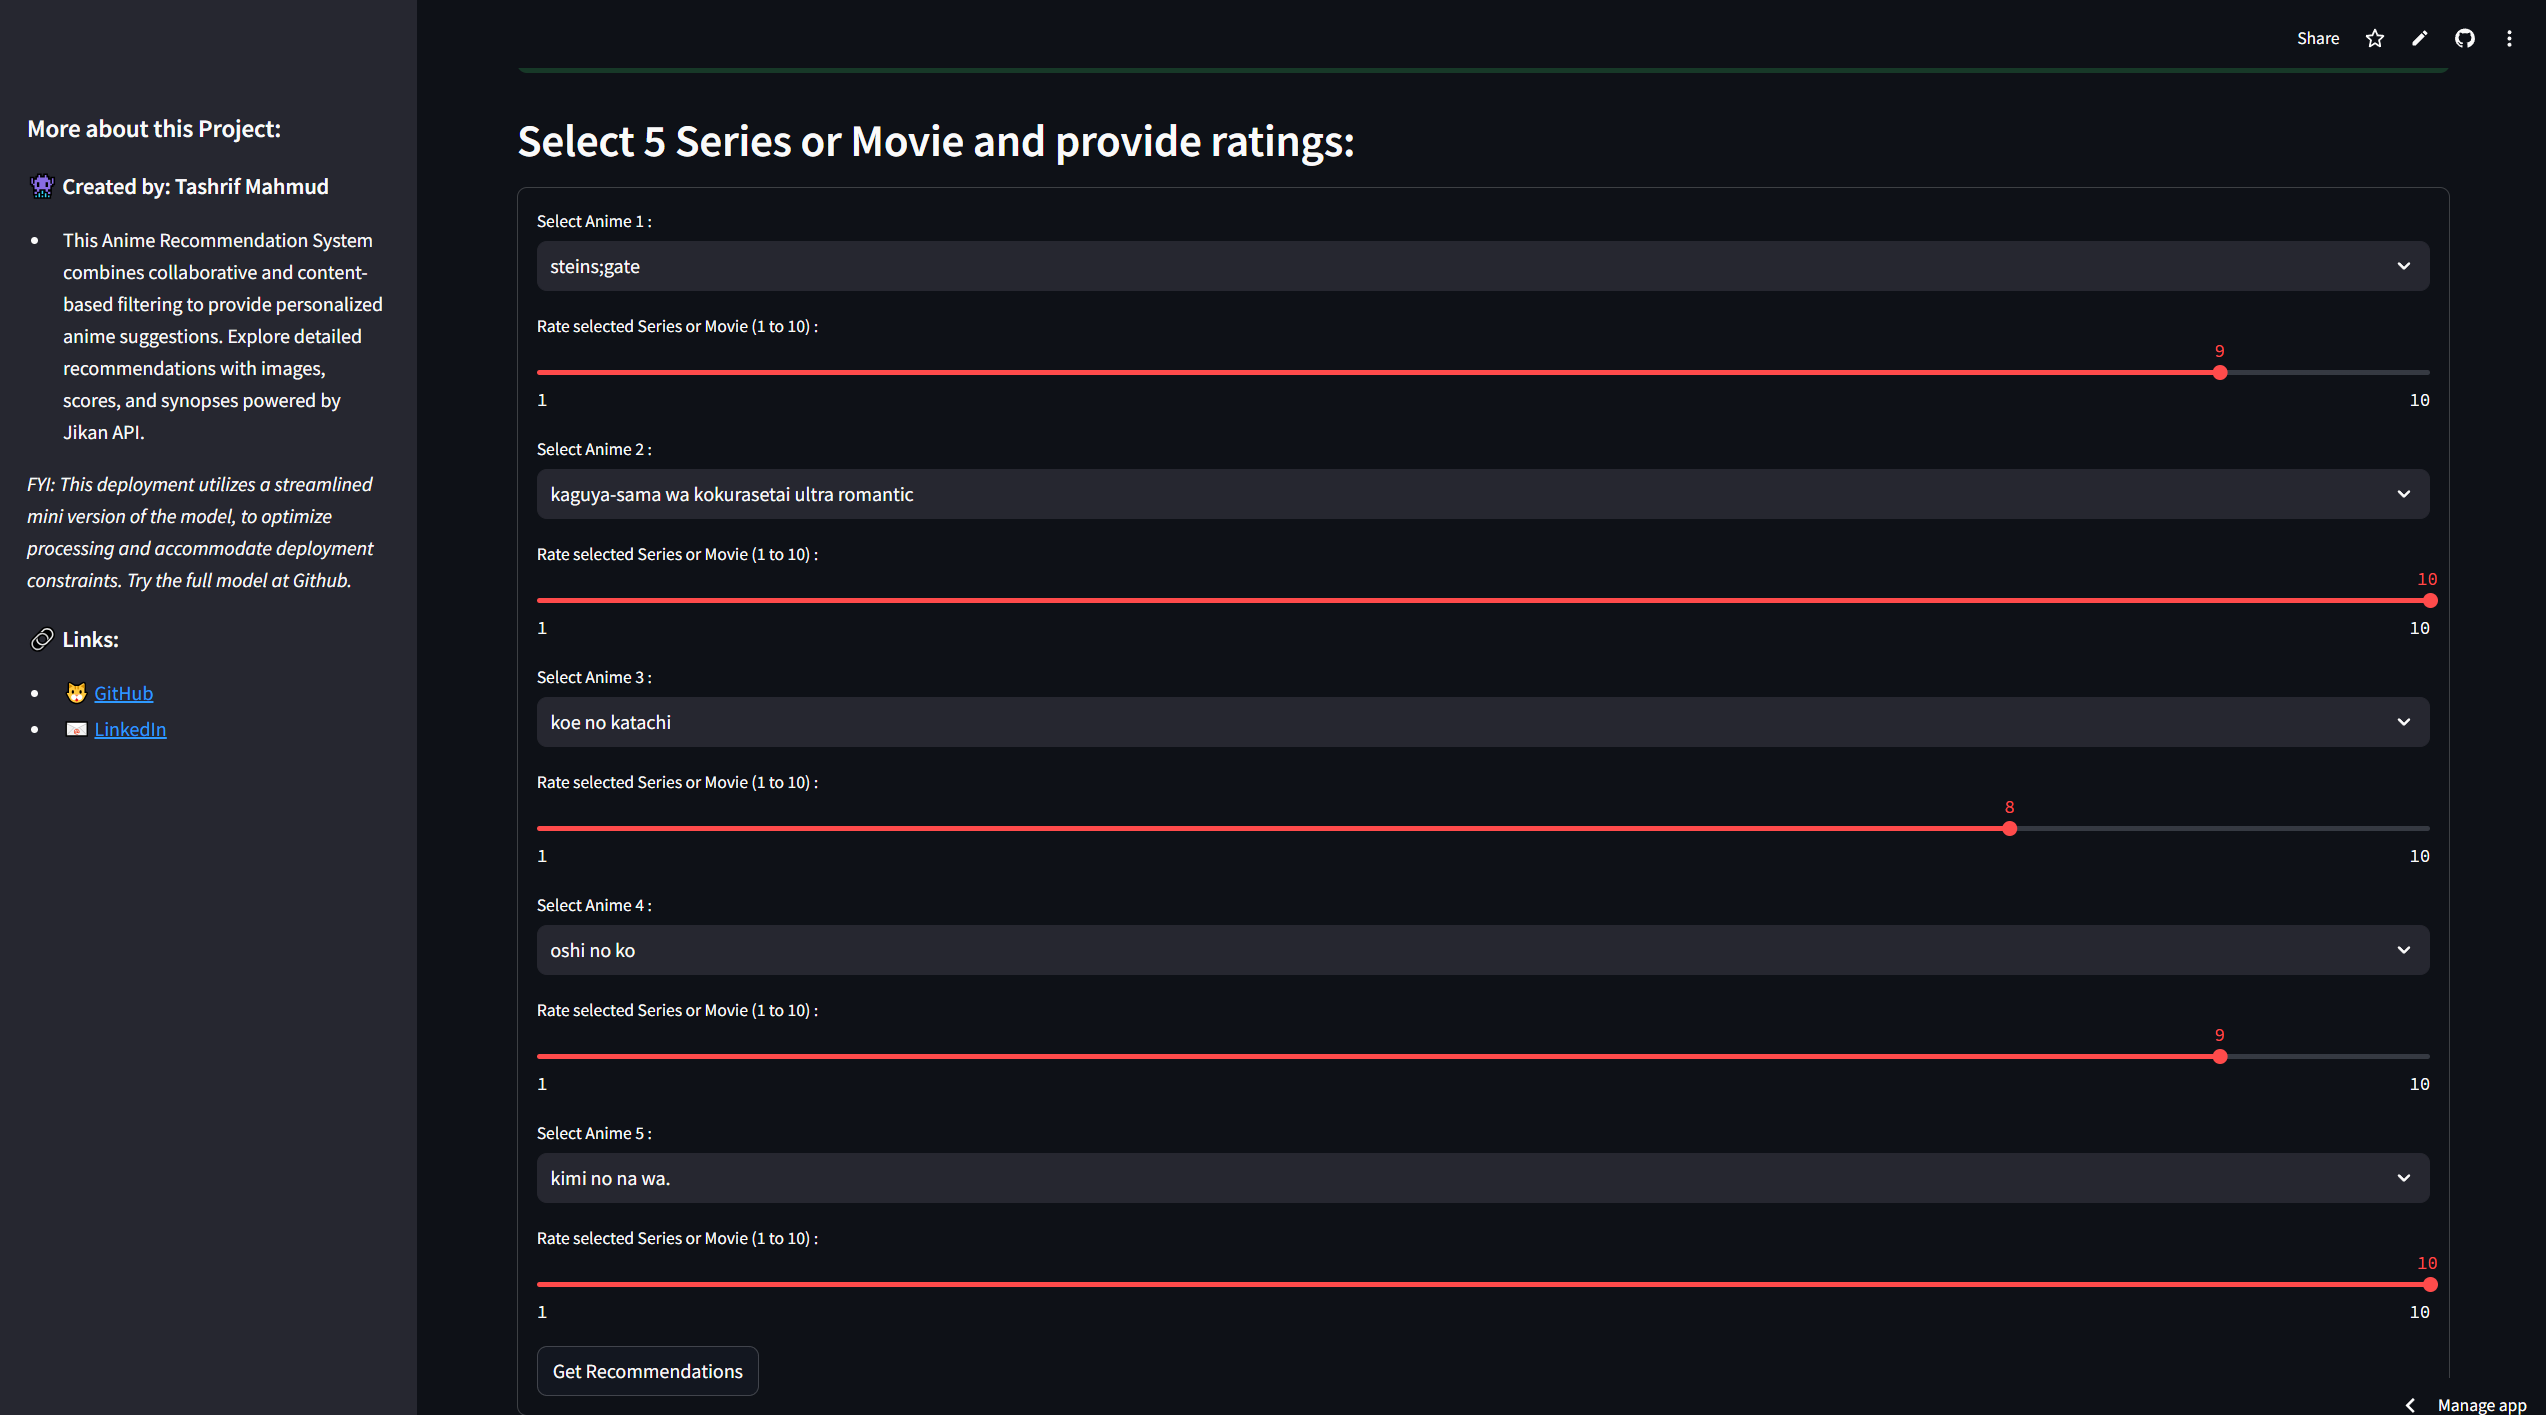 Share
More about this Project:
Created by: Tashrif Mahmud
This Anime Recommendation System
combines collaborative and content-
based filtering to provide personalized
anime suggestions. Explore detailed
recommendations with images,
scores, and synopses powered by
Jikan API.
FYI: This deployment utilizes a streamlined
mini version of the model, to optimize
processing and accommodate deployment
constraints. Try the full model at Github.
Links:
GitHub
LinkedIn
Select 5 Series or Movie and provide ratings:
Select Anime 1 :
steins;gate
Rate selected Series or Movie (1 to 10) :
9
1 10
Select Anime 2 :
kaguya-sama wa kokurasetai ultra romantic
Rate selected Series or Movie (1 to 10) :
10
1 10
Select Anime 3 :
koe no katachi
Rate selected Series or Movie (1 to 10) :
8
1 10
Select Anime 4 :
oshi no ko
Rate selected Series or Movie (1 to 10) :
9
1 10
Select Anime 5 :
kimi no na wa.
Rate selected Series or Movie (1 to 10) :
10
1 10
Get Recommendations
Manage app